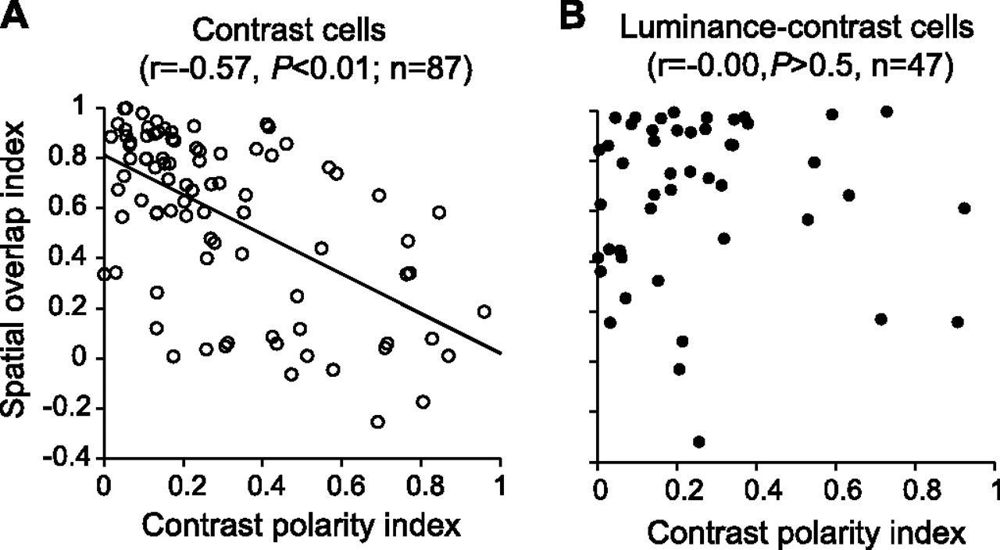 A
Contrast cells
(r=-0.57, P<0.01; n=87)
Spatial overlap index
1
0.8
0.6
0.4
0.2
0
-0.2
-0.4
0 0.2 0.4 0.6 0.8 1
Contrast polarity index
B
Luminance-contrast cells
(r=-0.00,P>0.5, n=47)
0 0.2 0.4 0.6 0.8 1
Contrast polarity index